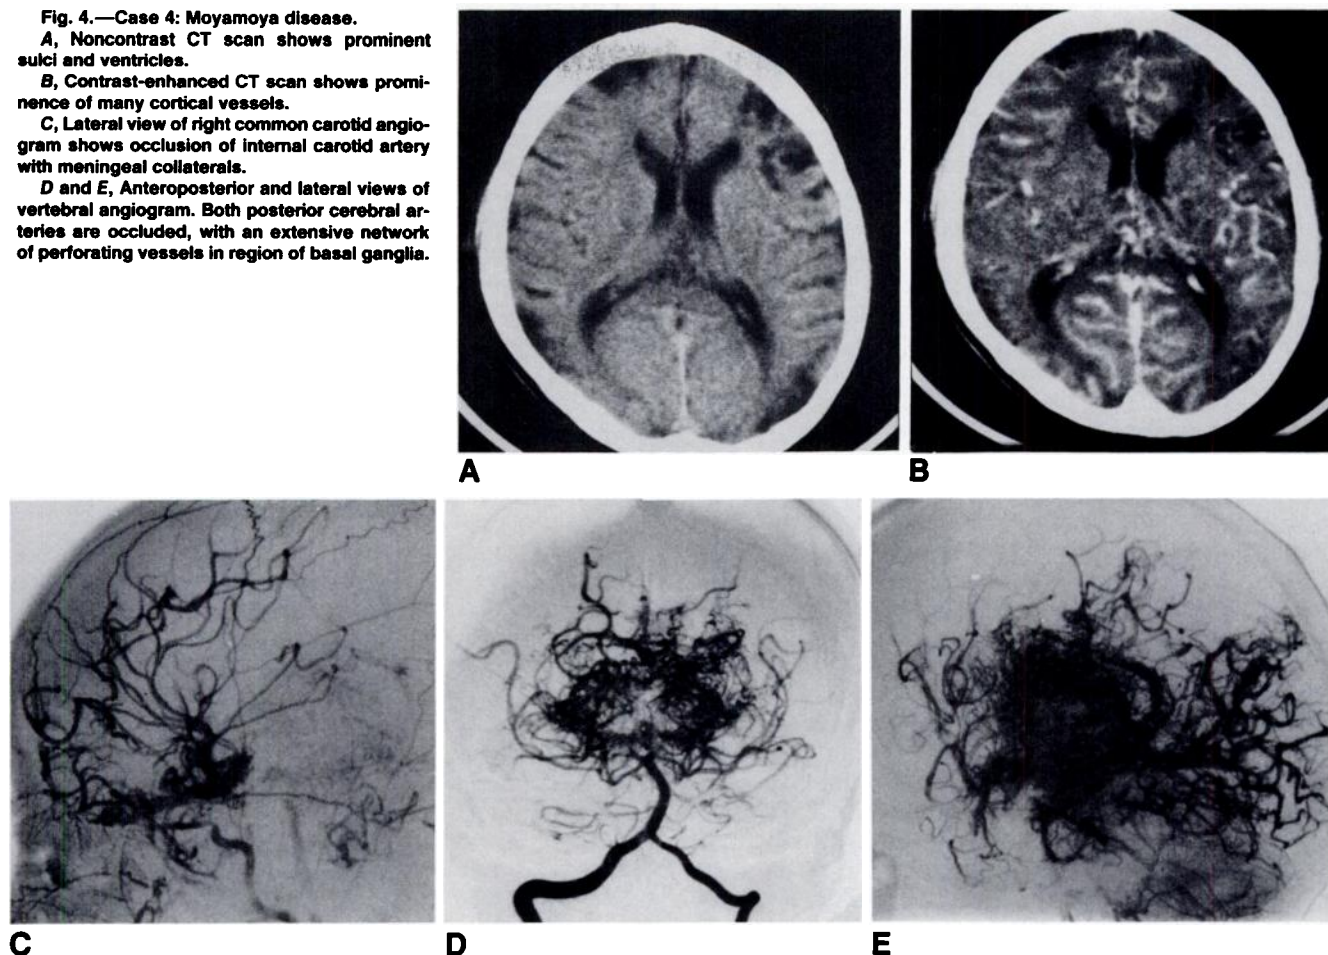 Fig. 4.—Case 4: Moyamoya disease.
A, Noncontrast CT scan shows prominent
sulci and ventricles.
B, Contrast-enhanced CT scan shows promi-
nence of many cortical vessels.
C, Lateral view of right common carotid angio-
gram shows occlusion of internal carotid artery
with meningeal collaterals.
D and E, Anteroposterior and lateral views of
vertebral angiogram. Both posterior cerebral ar-
teries are occluded, with an extensive network
of perforating vessels in region of basal ganglia.
A
B
C
D
E